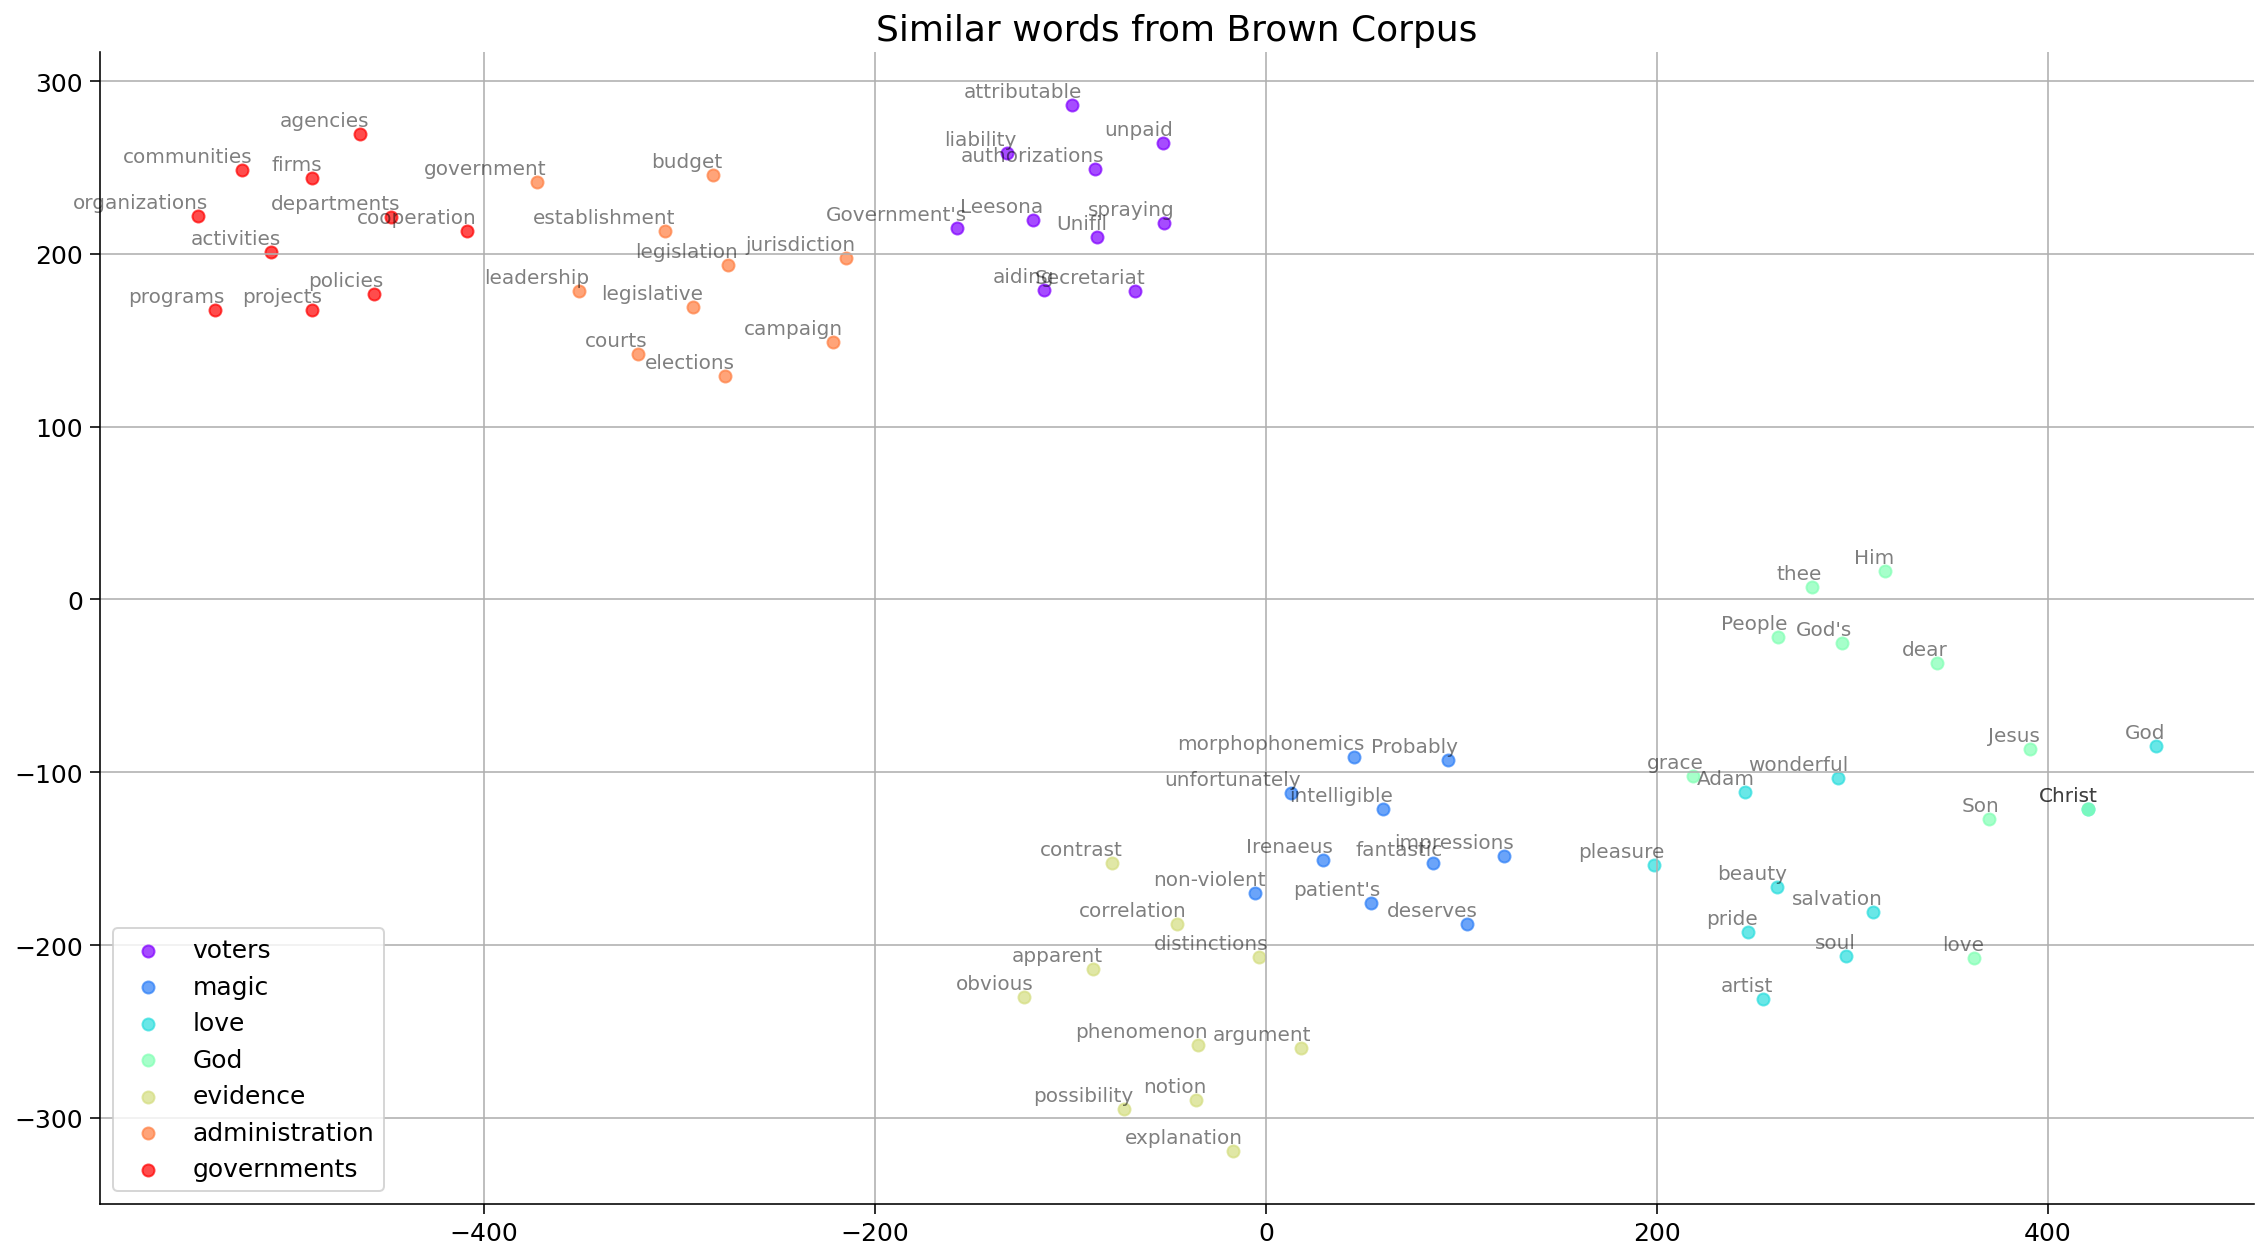 Similar words from Brown Corpus
300
200
100
0
−100
−200
−300
attributable
agencies
unpaid
liability
communities
firms
government
budget
authorizations
organizations
departments
cooperation
establishment
Government's
Leesona
spraying
Unifil
activities
legislation
jurisdiction
policies
leadership
aiding
Secretariat
programs
projects
legislative
courts
campaign
elections
Him
thee
People
God's
dear
Jesus
God
morphophonemics
Probably
grace
wonderful
unfortunately
Adam
intelligible
Son
Christ
contrast
Irenaeus
fantastic
impressions
pleasure
non-violent
patient's
beauty
salvation
correlation
deserves
pride
distinctions
soul
love
apparent
obvious
artist
phenomenon
argument
possibility
notion
explanation
voters
magic
love
God
evidence
administration
governments
−400
−200
0
200
400